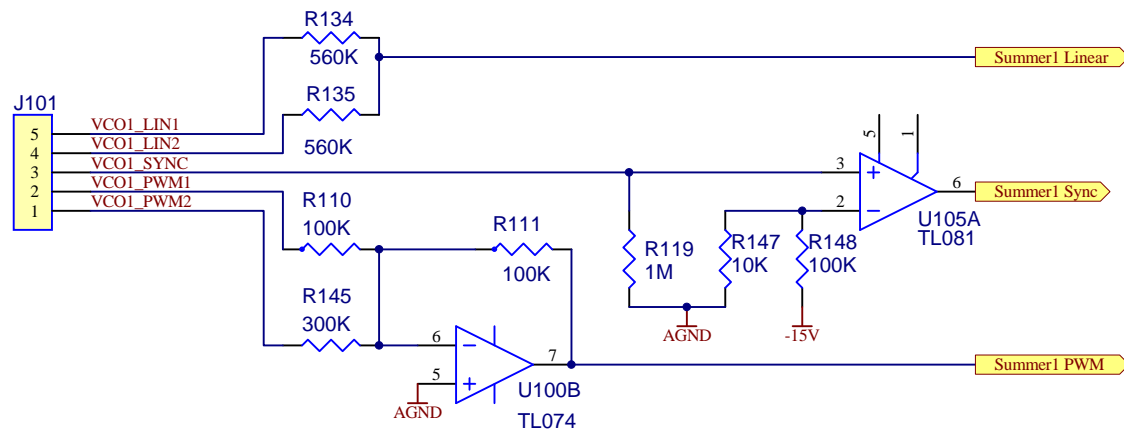 R134
560K
Summer1 Linear
R135
560K
J101
5 VCO1_LIN1
4 VCO1_LIN2
3 VCO1_SYNC
2 VCO1_PWM1
1 VCO1_PWM2
5 1
3
+
2
−
6
Summer1 Sync
U105A
TL081
R110
100K
R111
100K
R119
1M
R147
10K
R148
100K
AGND
-15V
R145
300K
6
−
5
+
7
AGND
U100B
TL074
Summer1 PWM